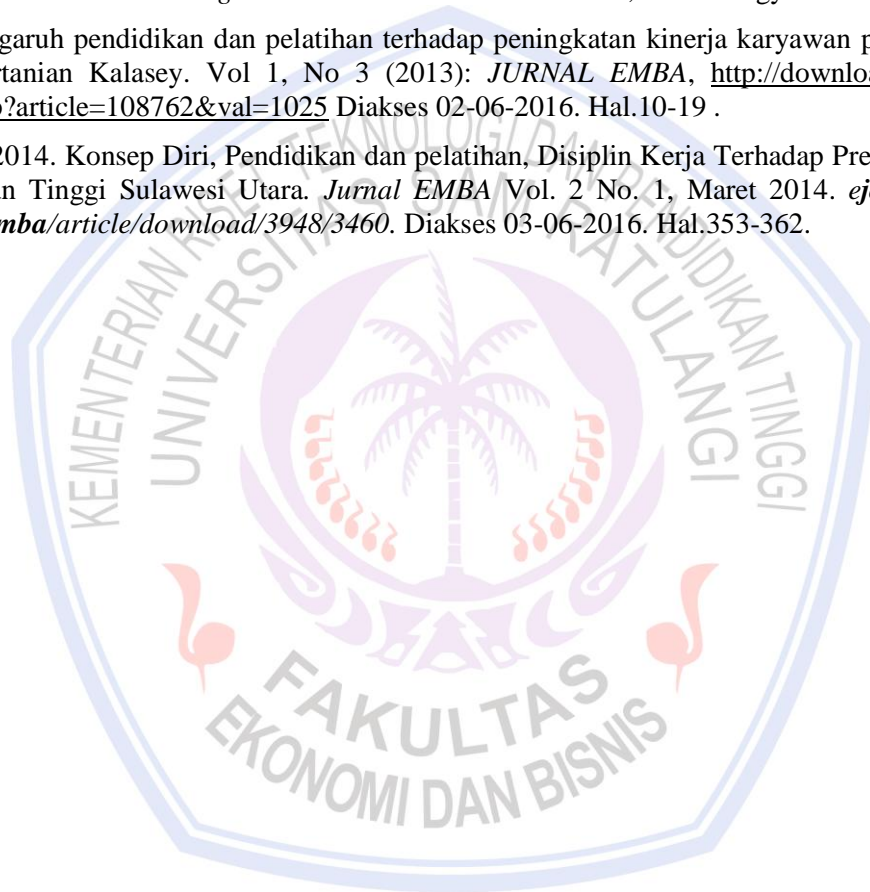 garuh pendidikan dan pelatihan terhadap peningkatan kinerja karyawan p
rtanian Kalasey. Vol 1, No 3 (2013): JURNAL EMBA, http://downloa
?article=108762&val=1025 Diakses 02-06-2016. Hal.10-19 .
2014. Konsep Diri, Pendidikan dan pelatihan, Disiplin Kerja Terhadap Pre
n Tinggi Sulawesi Utara. Jurnal EMBA Vol. 2 No. 1, Maret 2014. ej
mba/article/download/3948/3460. Diakses 03-06-2016. Hal.353-362.
KEMENTERIAN RISET TEKNOLOGI DAN PENDIDIKAN TINGGI
UNIVERSITAS SAM RATULANGI
FAKULTAS
EKONOMI DAN BISNIS